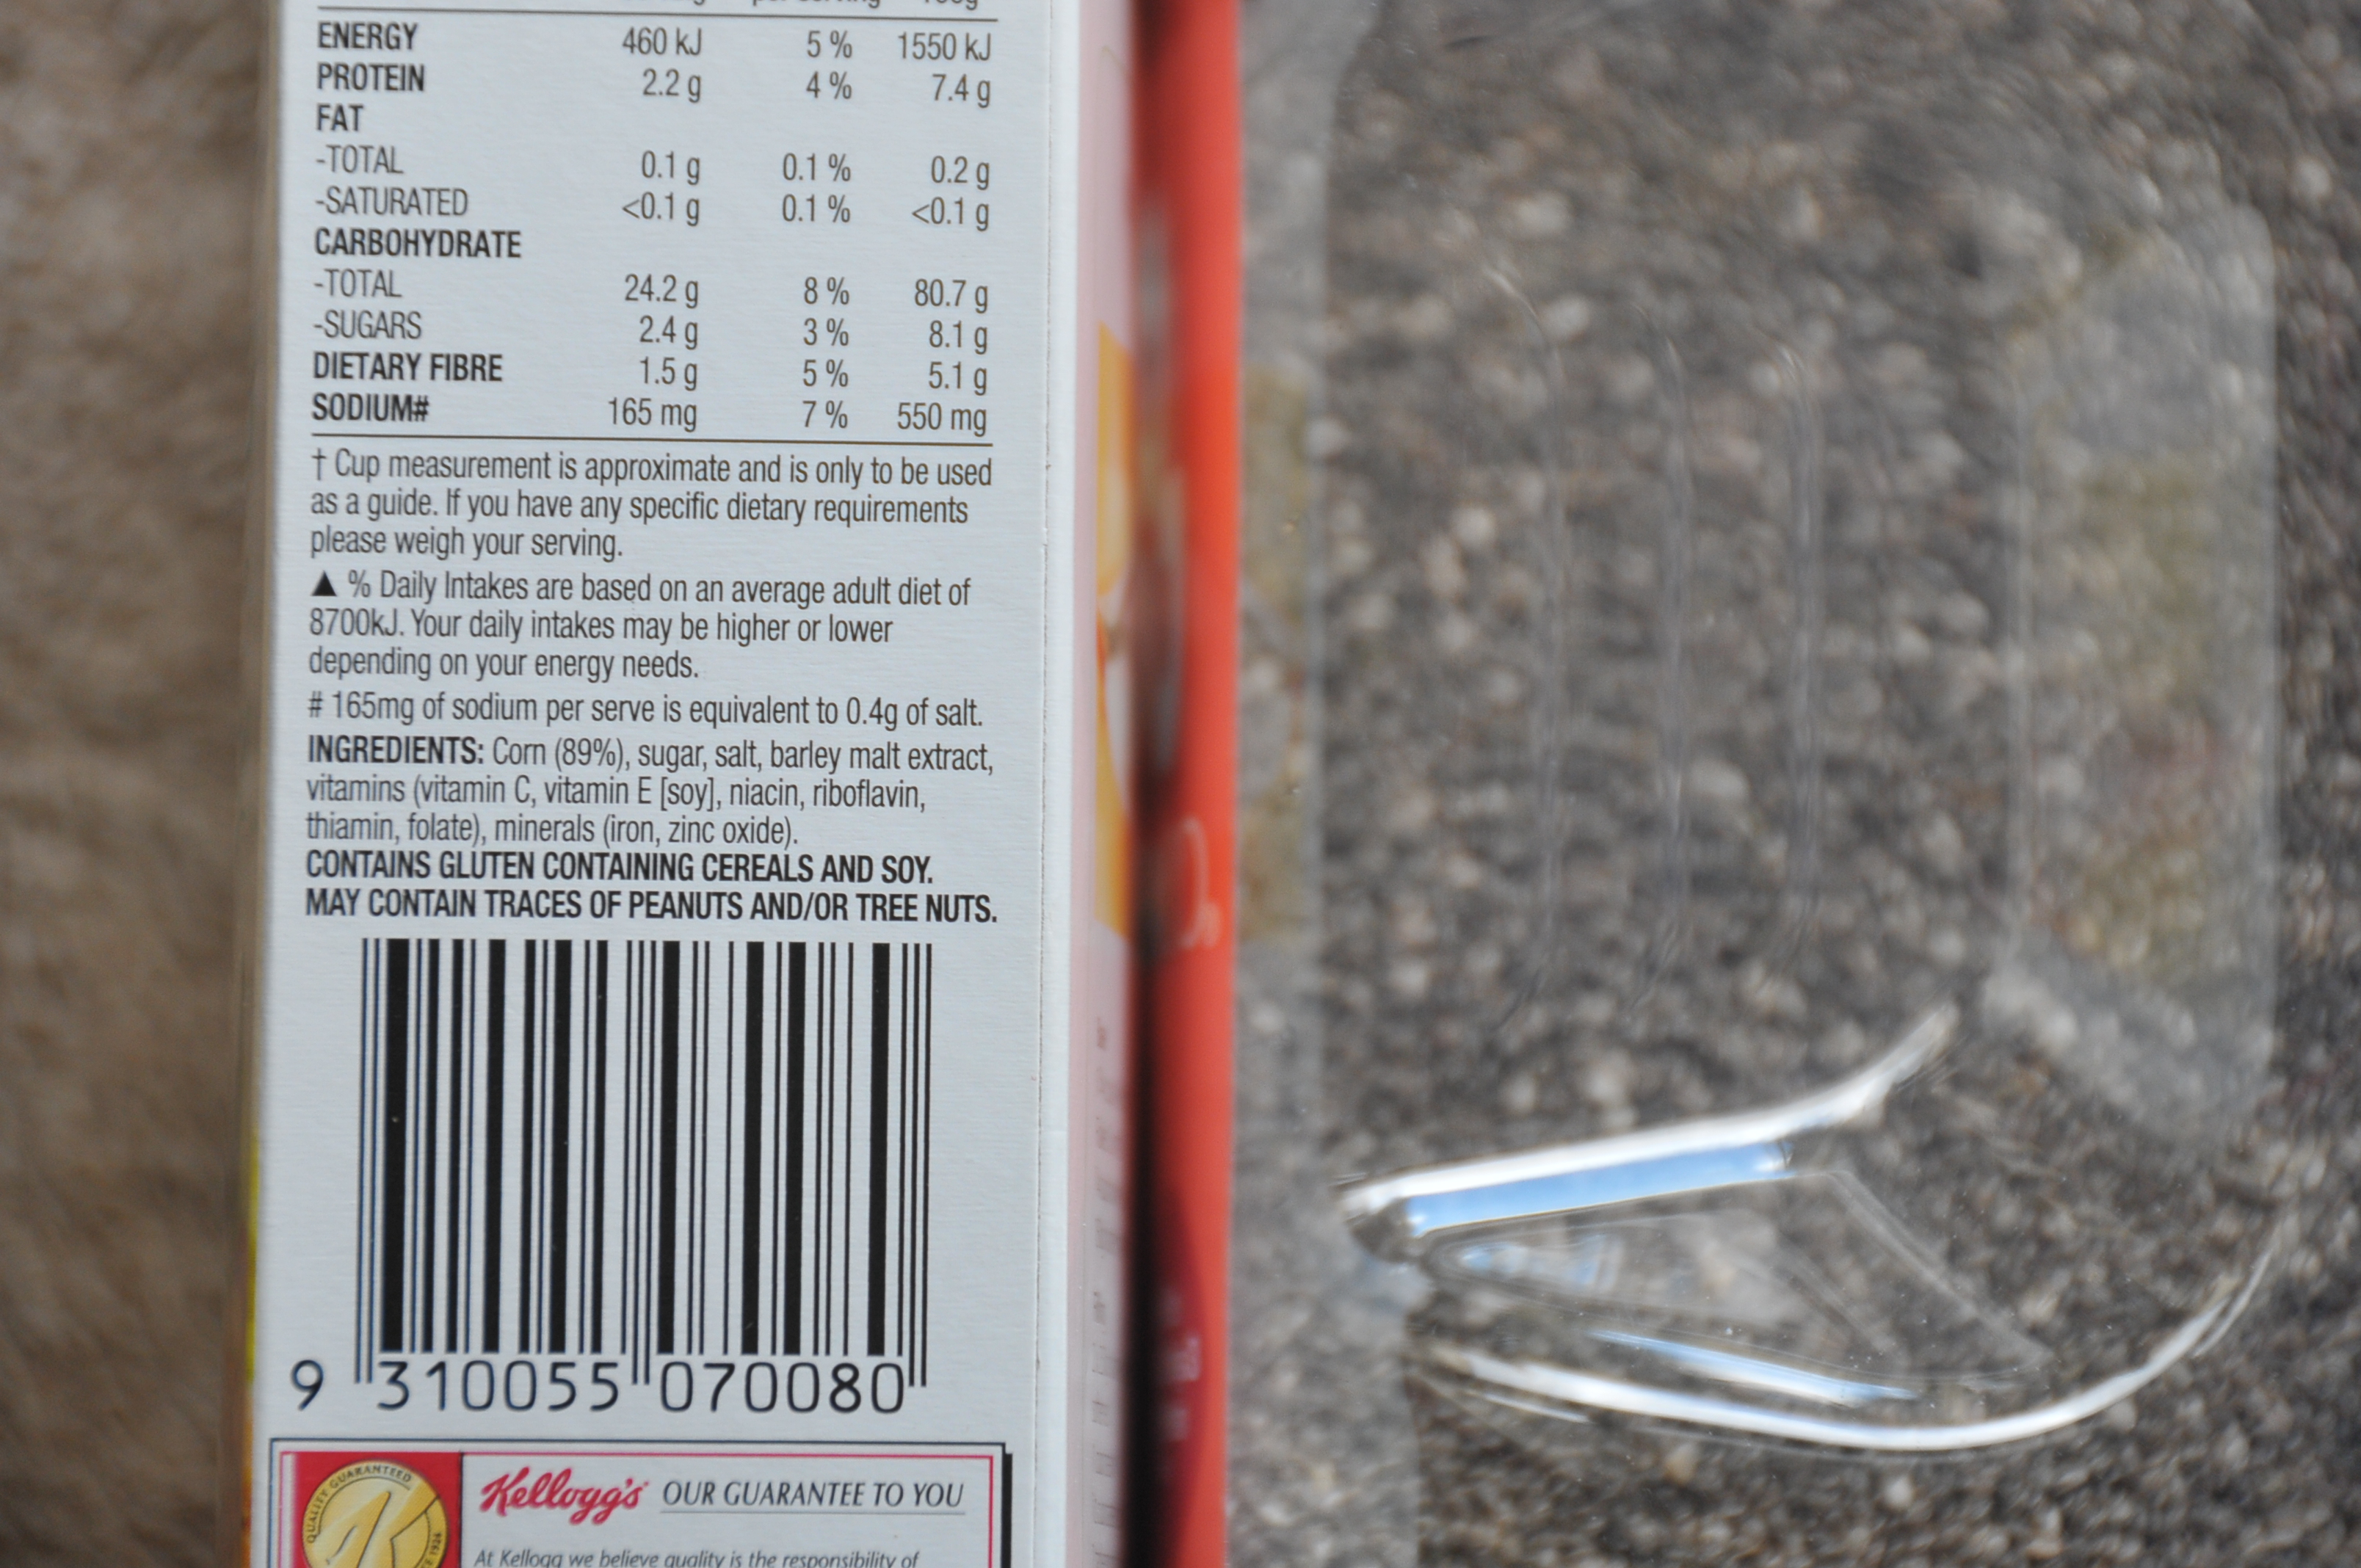 ENERGY 460 kJ 5 % 1550 kJ
PROTEIN 2.2 g 4 % 7.4 g
FAT
-TOTAL 0.1 g 0.1 % 0.2 g
-SATURATED <0.1 g 0.1 % <0.1 g
CARBOHYDRATE
-TOTAL 24.2 g 8 % 80.7 g
-SUGARS 2.4 g 3 % 8.1 g
DIETARY FIBRE 1.5 g 5 % 5.1 g
SODIUM# 165 mg 7 % 550 mg
† Cup measurement is approximate and is only to be used
as a guide. If you have any specific dietary requirements
please weigh your serving.
▲ % Daily Intakes are based on an average adult diet of
8700kJ. Your daily intakes may be higher or lower
depending on your energy needs.
# 165mg of sodium per serve is equivalent to 0.4g of salt.
INGREDIENTS: Corn (89%), sugar, salt, barley malt extract,
vitamins (vitamin C, vitamin E [soy], niacin, riboflavin,
thiamin, folate), minerals (iron, zinc oxide).
CONTAINS GLUTEN CONTAINING CEREALS AND SOY.
MAY CONTAIN TRACES OF PEANUTS AND/OR TREE NUTS.
9 310055 070080
QUALITY GUARANTEED
Kellogg's OUR GUARANTEE TO YOU
At Kellogg we believe quality is the responsibility of